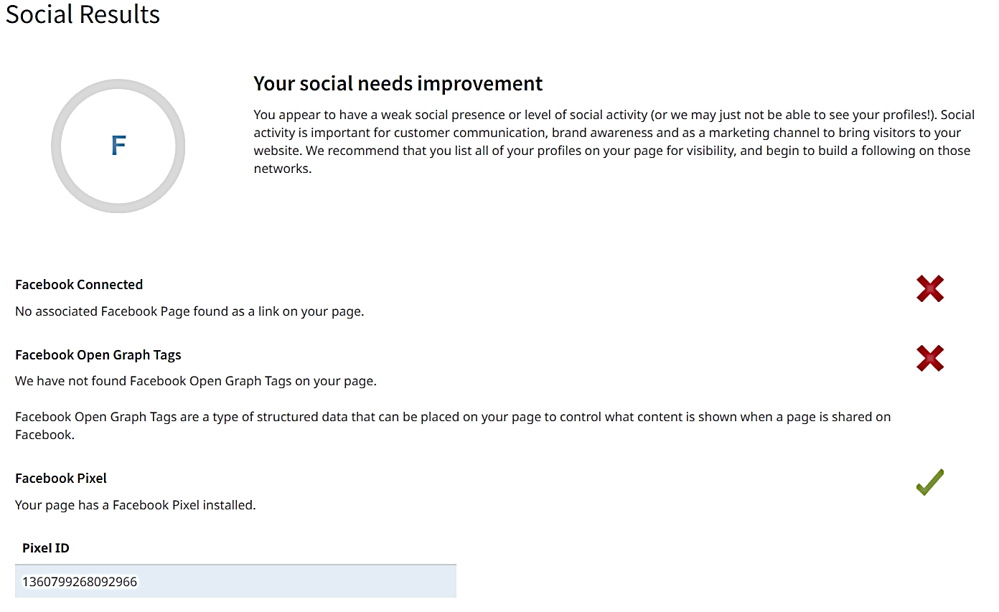 Social Results
F
Your social needs improvement
You appear to have a weak social presence or level of social activity (or we may just not be able to see your profiles!). Social
activity is important for customer communication, brand awareness and as a marketing channel to bring visitors to your
website. We recommend that you list all of your profiles on your page for visibility, and begin to build a following on those
networks.
Facebook Connected
No associated Facebook Page found as a link on your page.
Facebook Open Graph Tags
We have not found Facebook Open Graph Tags on your page.
Facebook Open Graph Tags are a type of structured data that can be placed on your page to control what content is shown when a page is shared on
Facebook.
Facebook Pixel
Your page has a Facebook Pixel installed.
Pixel ID
1360799268092966